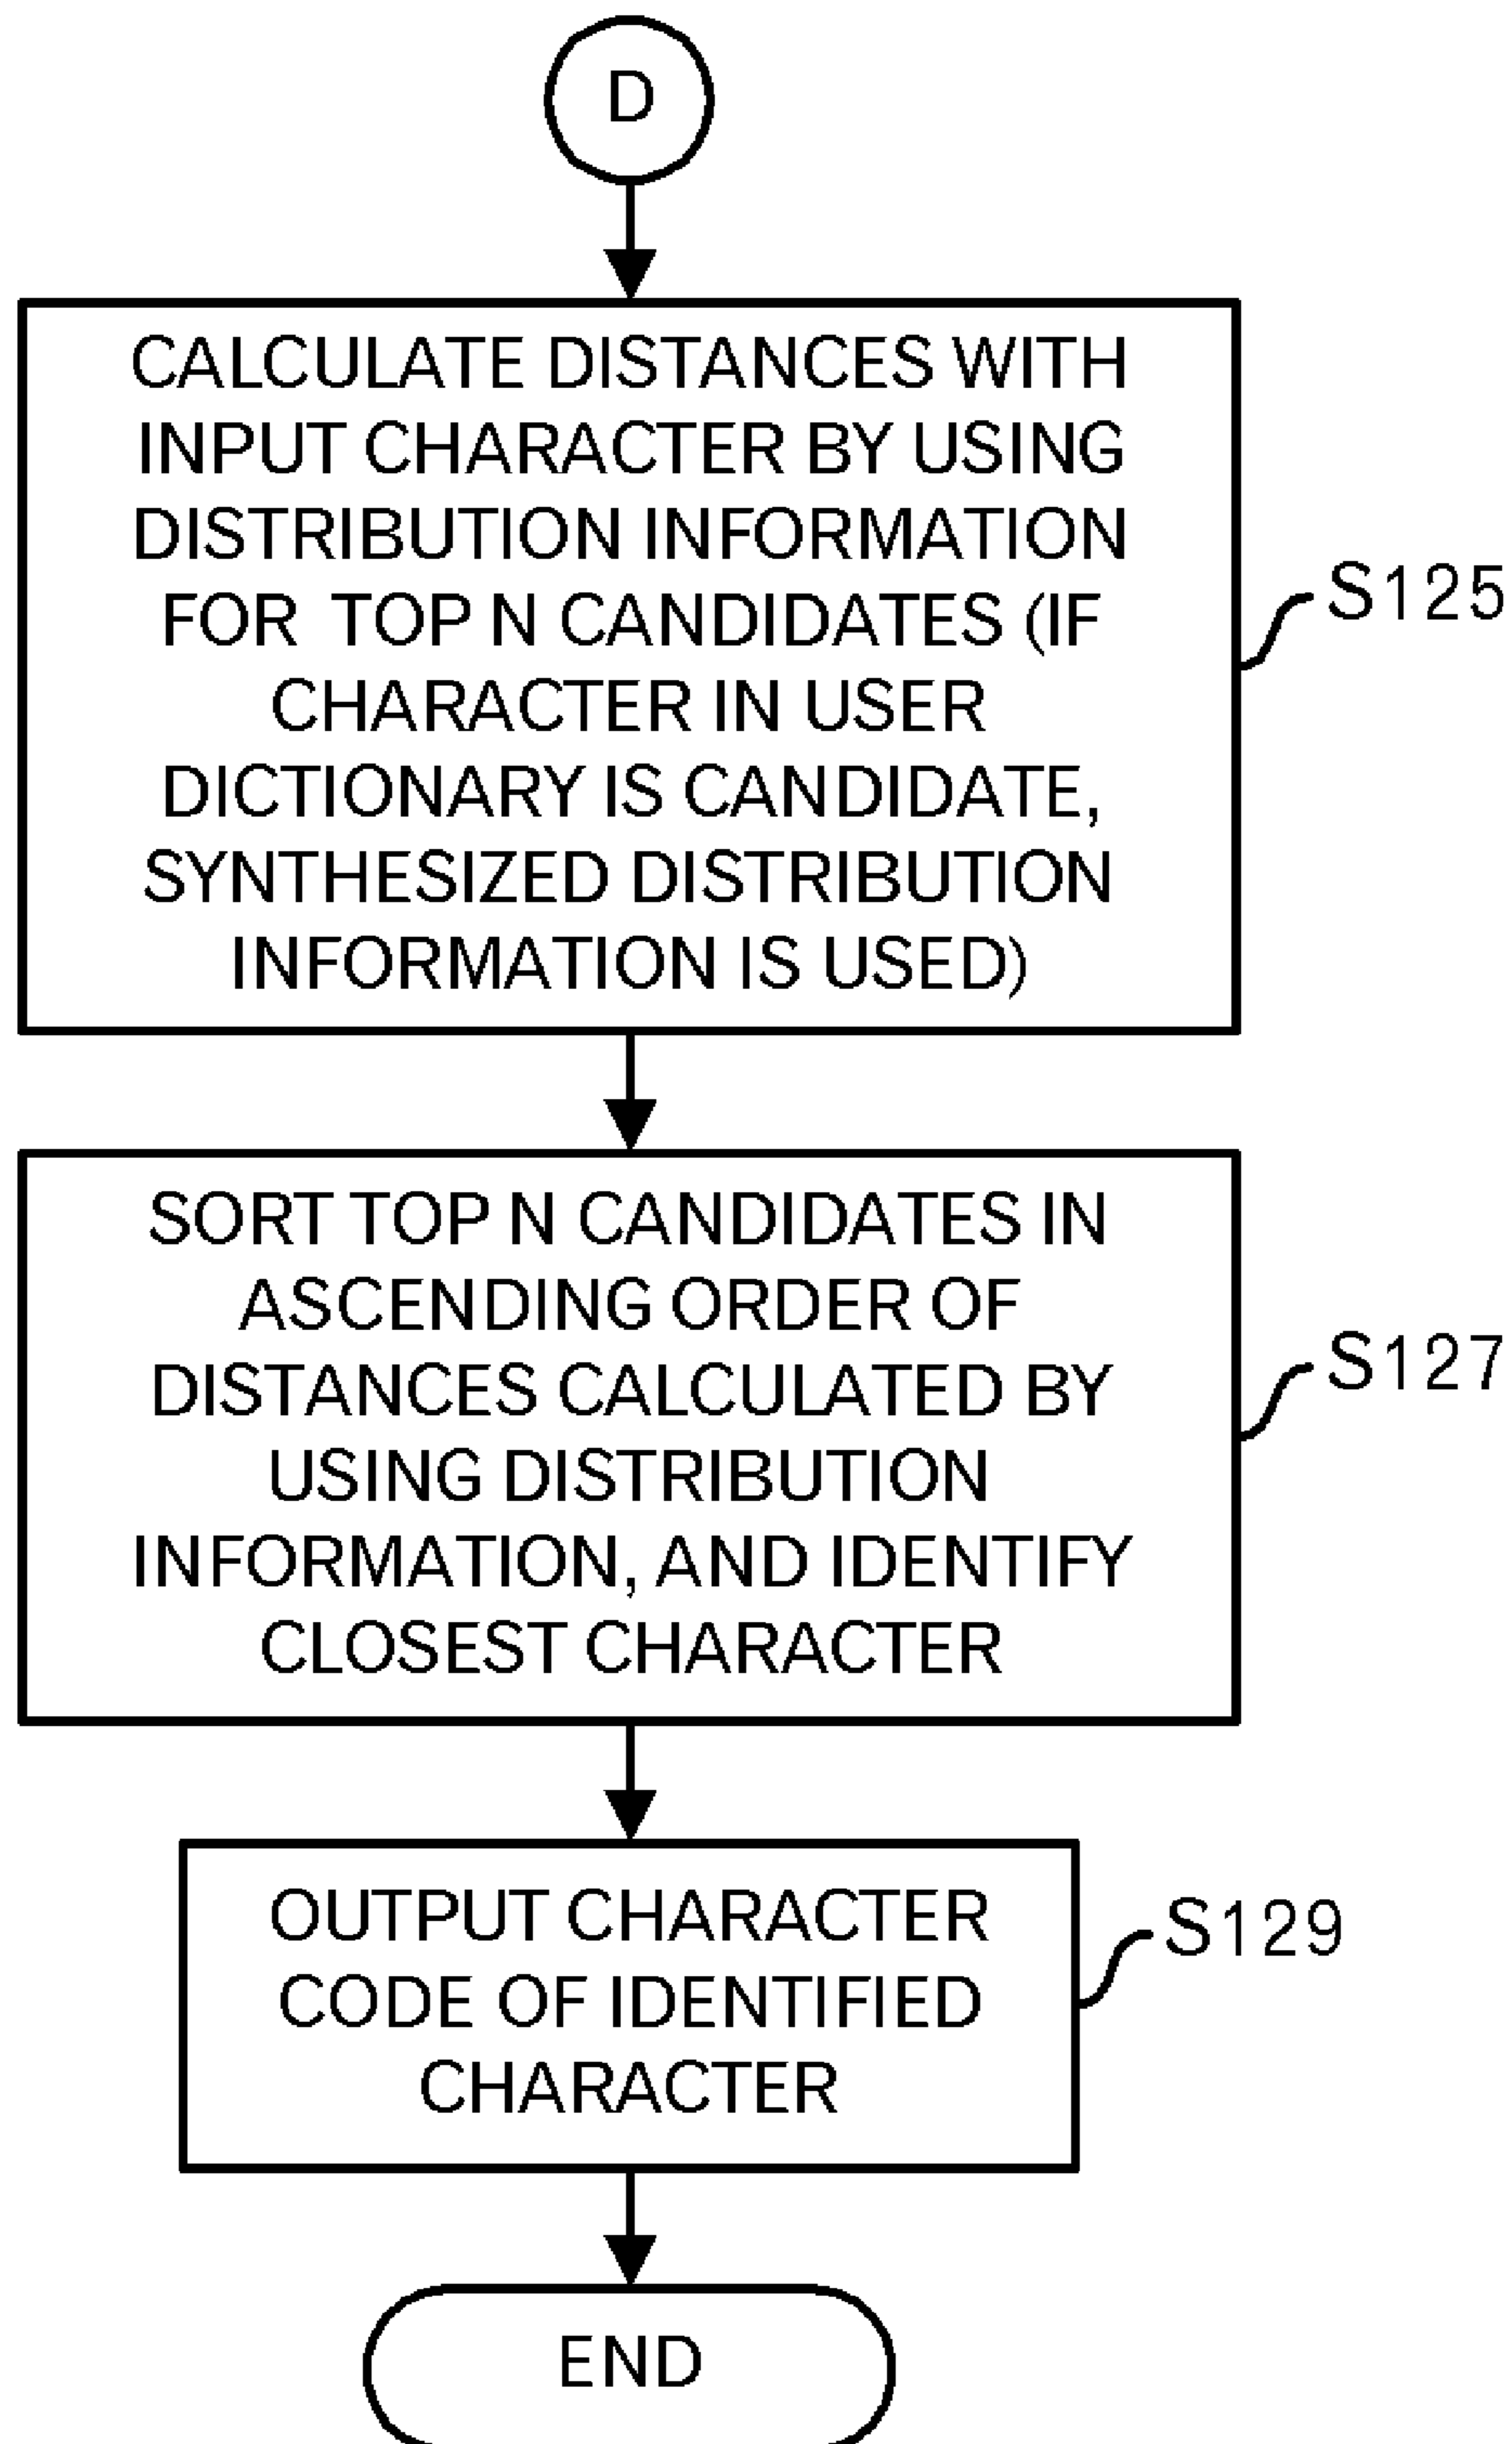 D
CALCULATE DISTANCES WITH
INPUT CHARACTER BY USING
DISTRIBUTION INFORMATION
FOR TOP N CANDIDATES (IF
CHARACTER IN USER
DICTIONARY IS CANDIDATE,
SYNTHESIZED DISTRIBUTION
INFORMATION IS USED)
S125
SORT TOP N CANDIDATES IN
ASCENDING ORDER OF
DISTANCES CALCULATED BY
USING DISTRIBUTION
INFORMATION, AND IDENTIFY
CLOSEST CHARACTER
S127
OUTPUT CHARACTER
CODE OF IDENTIFIED
CHARACTER
S129
END